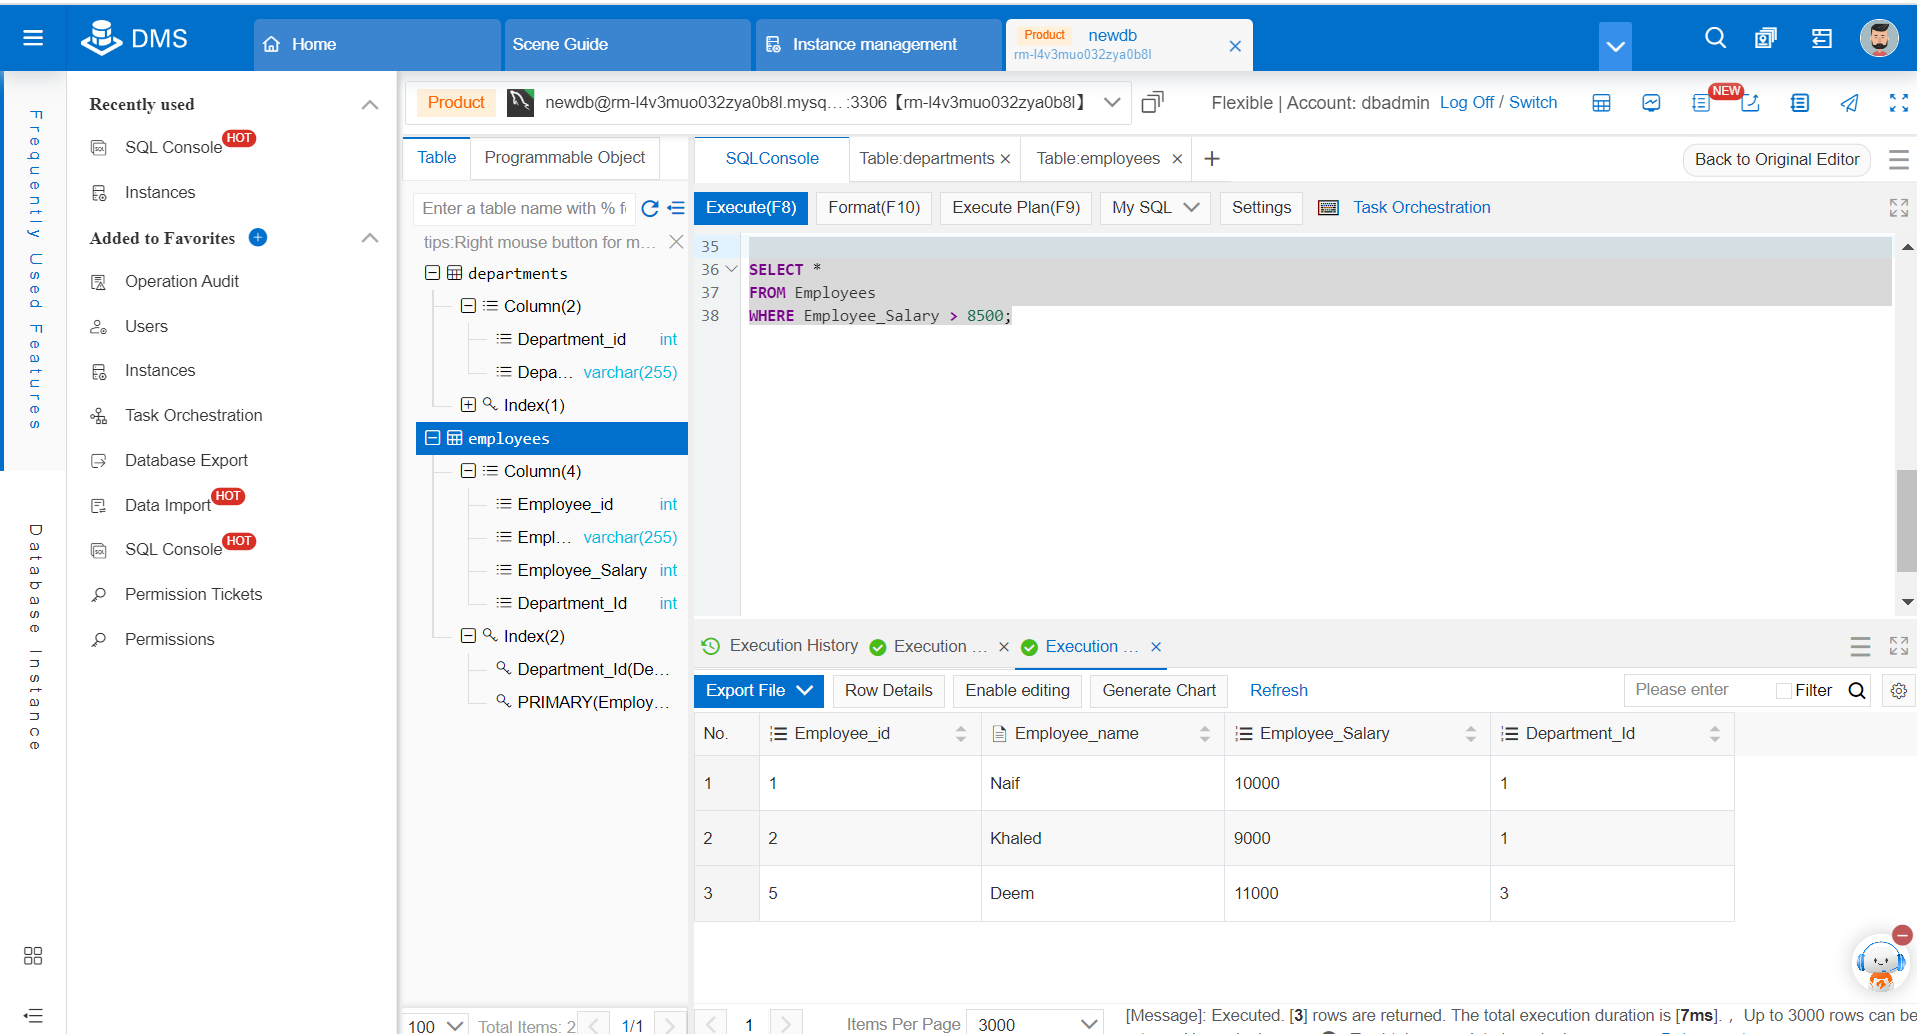 DMS
Home
Scene Guide
Instance management
Product newdb
rm-l4v3muo032zya0b8l
Frequently Used Features
Database Instance
Recently used
SQL Console HOT
Instances
Added to Favorites
Operation Audit
Users
Instances
Task Orchestration
Database Export
Data Import HOT
SQL Console HOT
Permission Tickets
Permissions
Product newdb@rm-l4v3muo032zya0b8l.mysq...:3306【rm-l4v3muo032zya0b8l】
Flexible | Account: dbadmin Log Off / Switch
NEW
Table Programmable Object
Enter a table name with % f
tips:Right mouse button for m...
departments
Column(2)
Department_id int
Depa... varchar(255)
Index(1)
employees
Column(4)
Employee_id int
Empl... varchar(255)
Employee_Salary int
Department_Id int
Index(2)
Department_Id(De...
PRIMARY(Employ...
100 Total Items: 2 1/1
SQLConsole Table:departments Table:employees
Back to Original Editor
Execute(F8) Format(F10) Execute Plan(F9) My SQL Settings Task Orchestration
35
36 SELECT *
37 FROM Employees
38 WHERE Employee_Salary > 8500;
Execution History Execution ... Execution ...
Export File Row Details Enable editing Generate Chart Refresh
Please enter Filter
No. Employee_id Employee_name Employee_Salary Department_Id
1 1 Naif 10000 1
2 2 Khaled 9000 1
3 5 Deem 11000 3
1 Items Per Page 3000
[Message]: Executed. [3] rows are returned. The total execution duration is [7ms]. , Up to 3000 rows can be